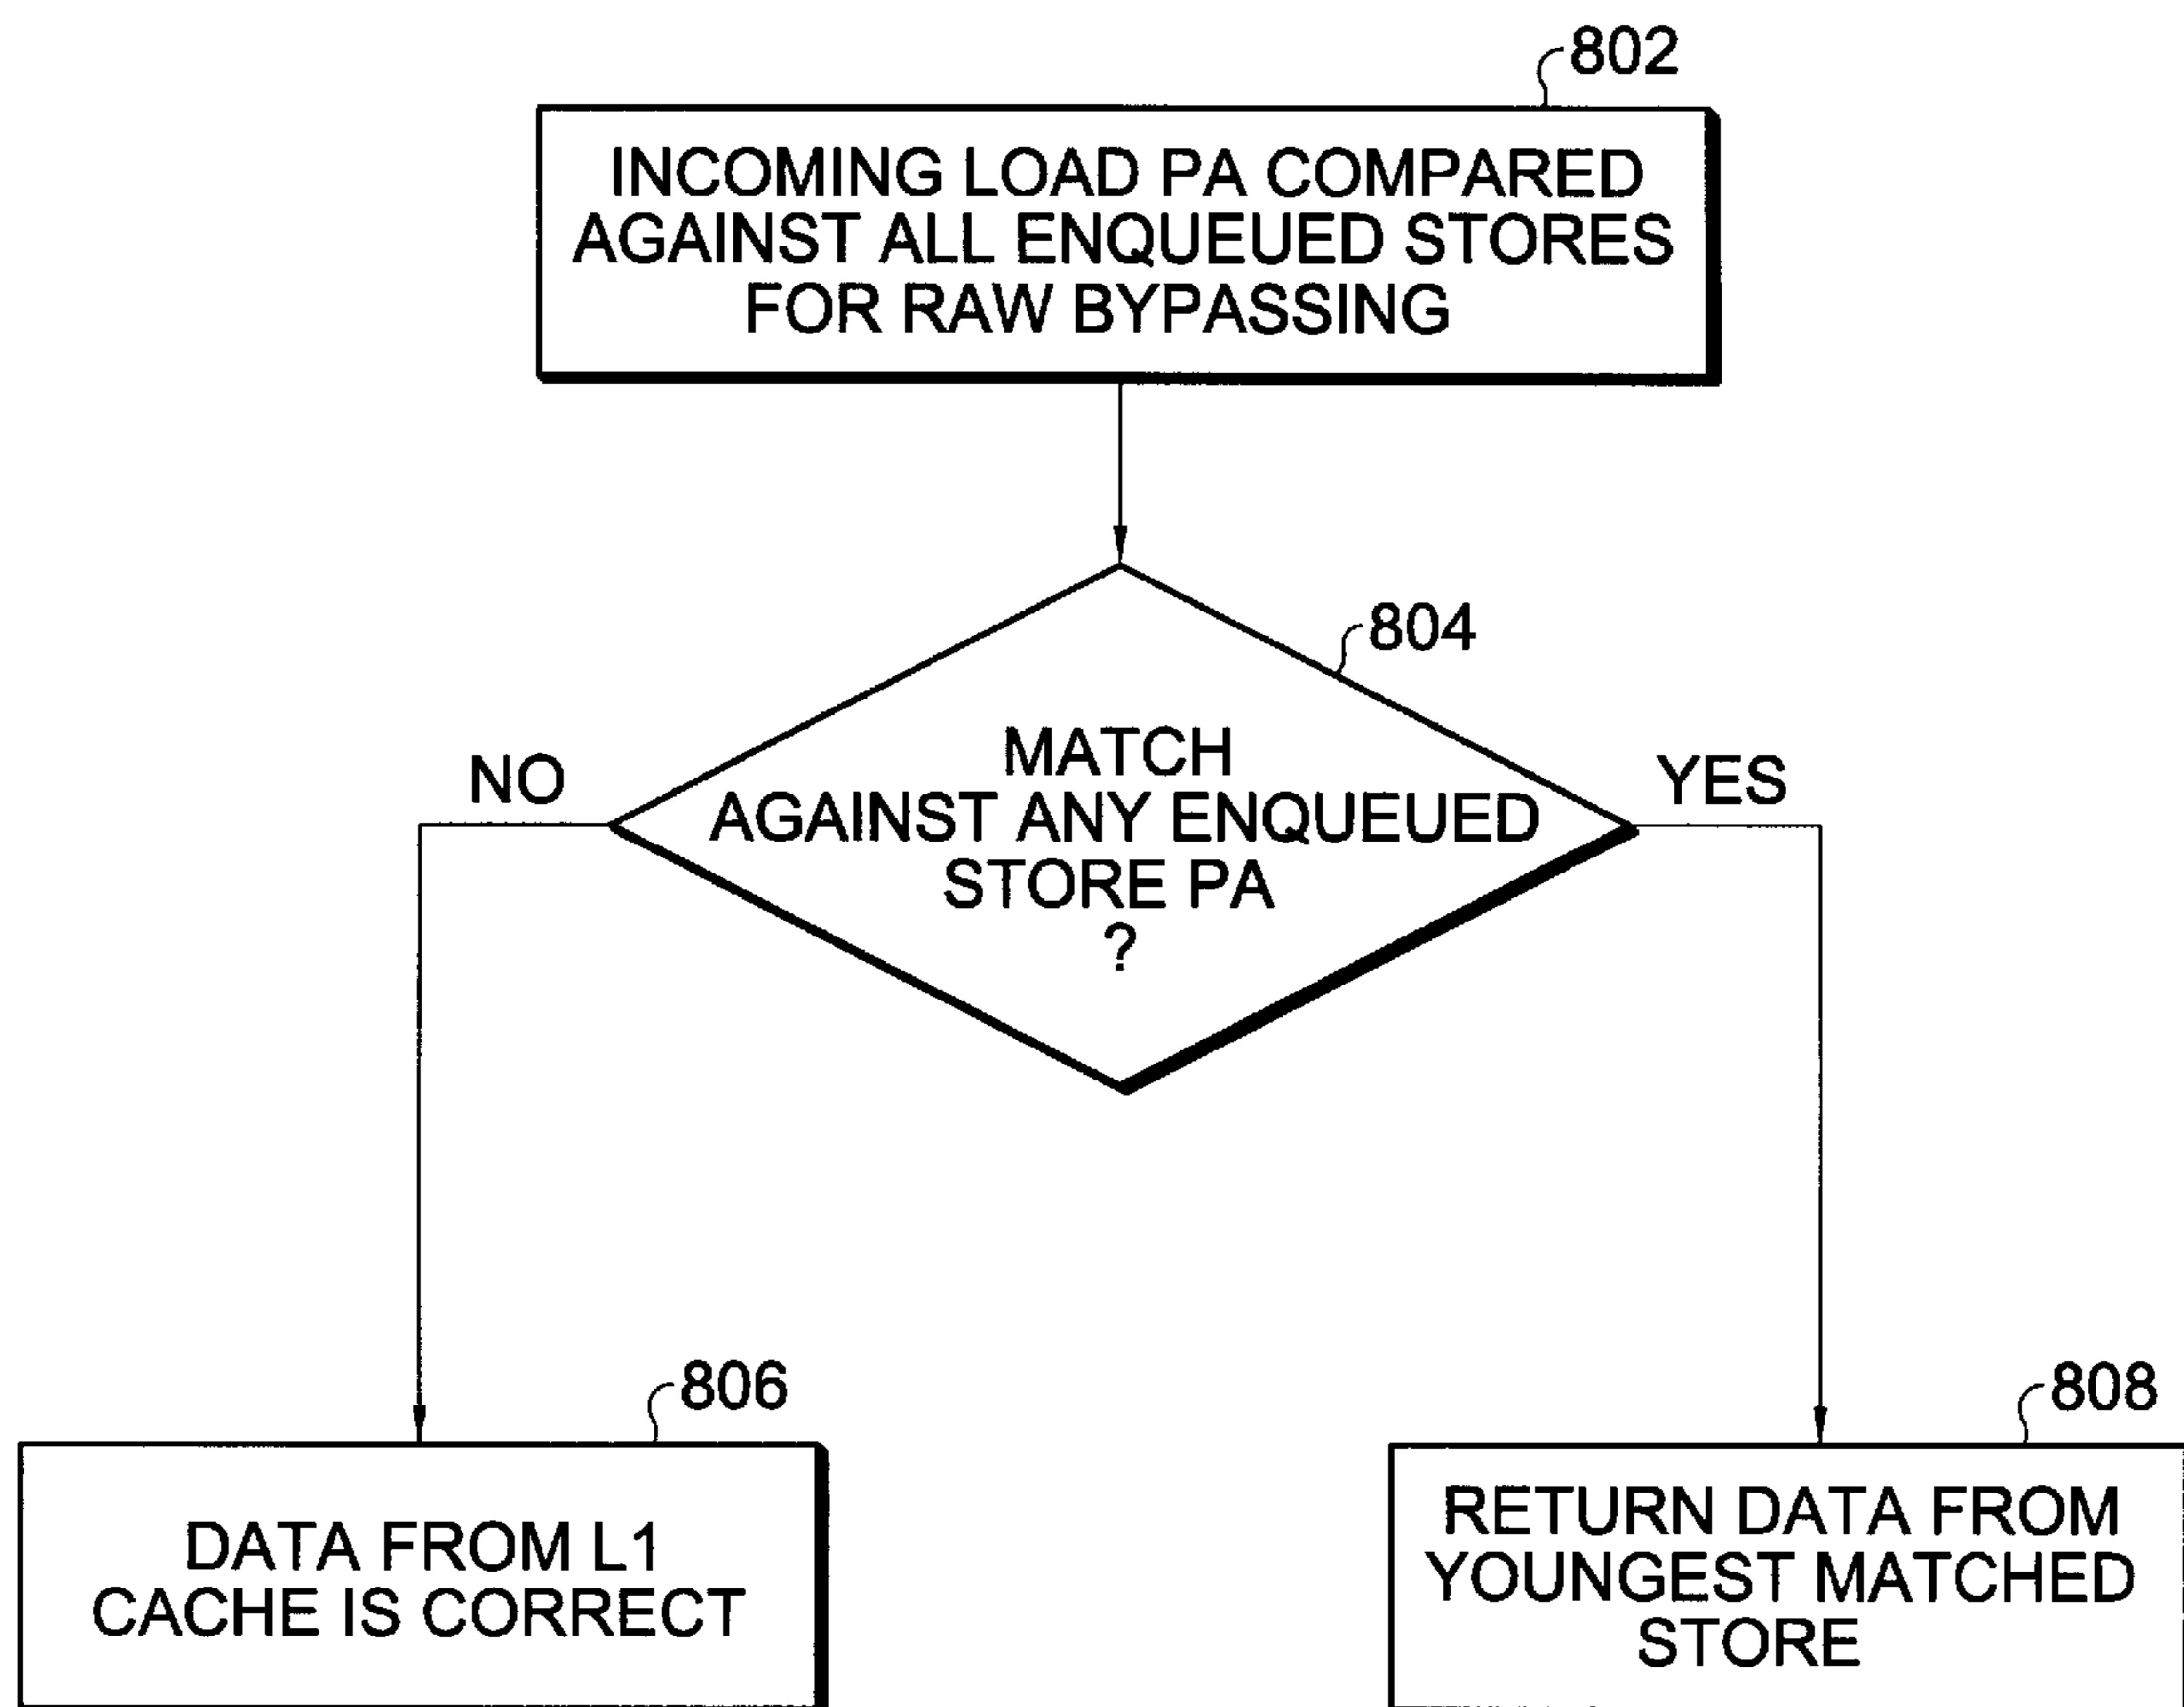 802
INCOMING LOAD PA COMPARED
AGAINST ALL ENQUEUED STORES
FOR RAW BYPASSING
804
MATCH
AGAINST ANY ENQUEUED
STORE PA
?
NO
YES
806
DATA FROM L1
CACHE IS CORRECT
808
RETURN DATA FROM
YOUNGEST MATCHED
STORE